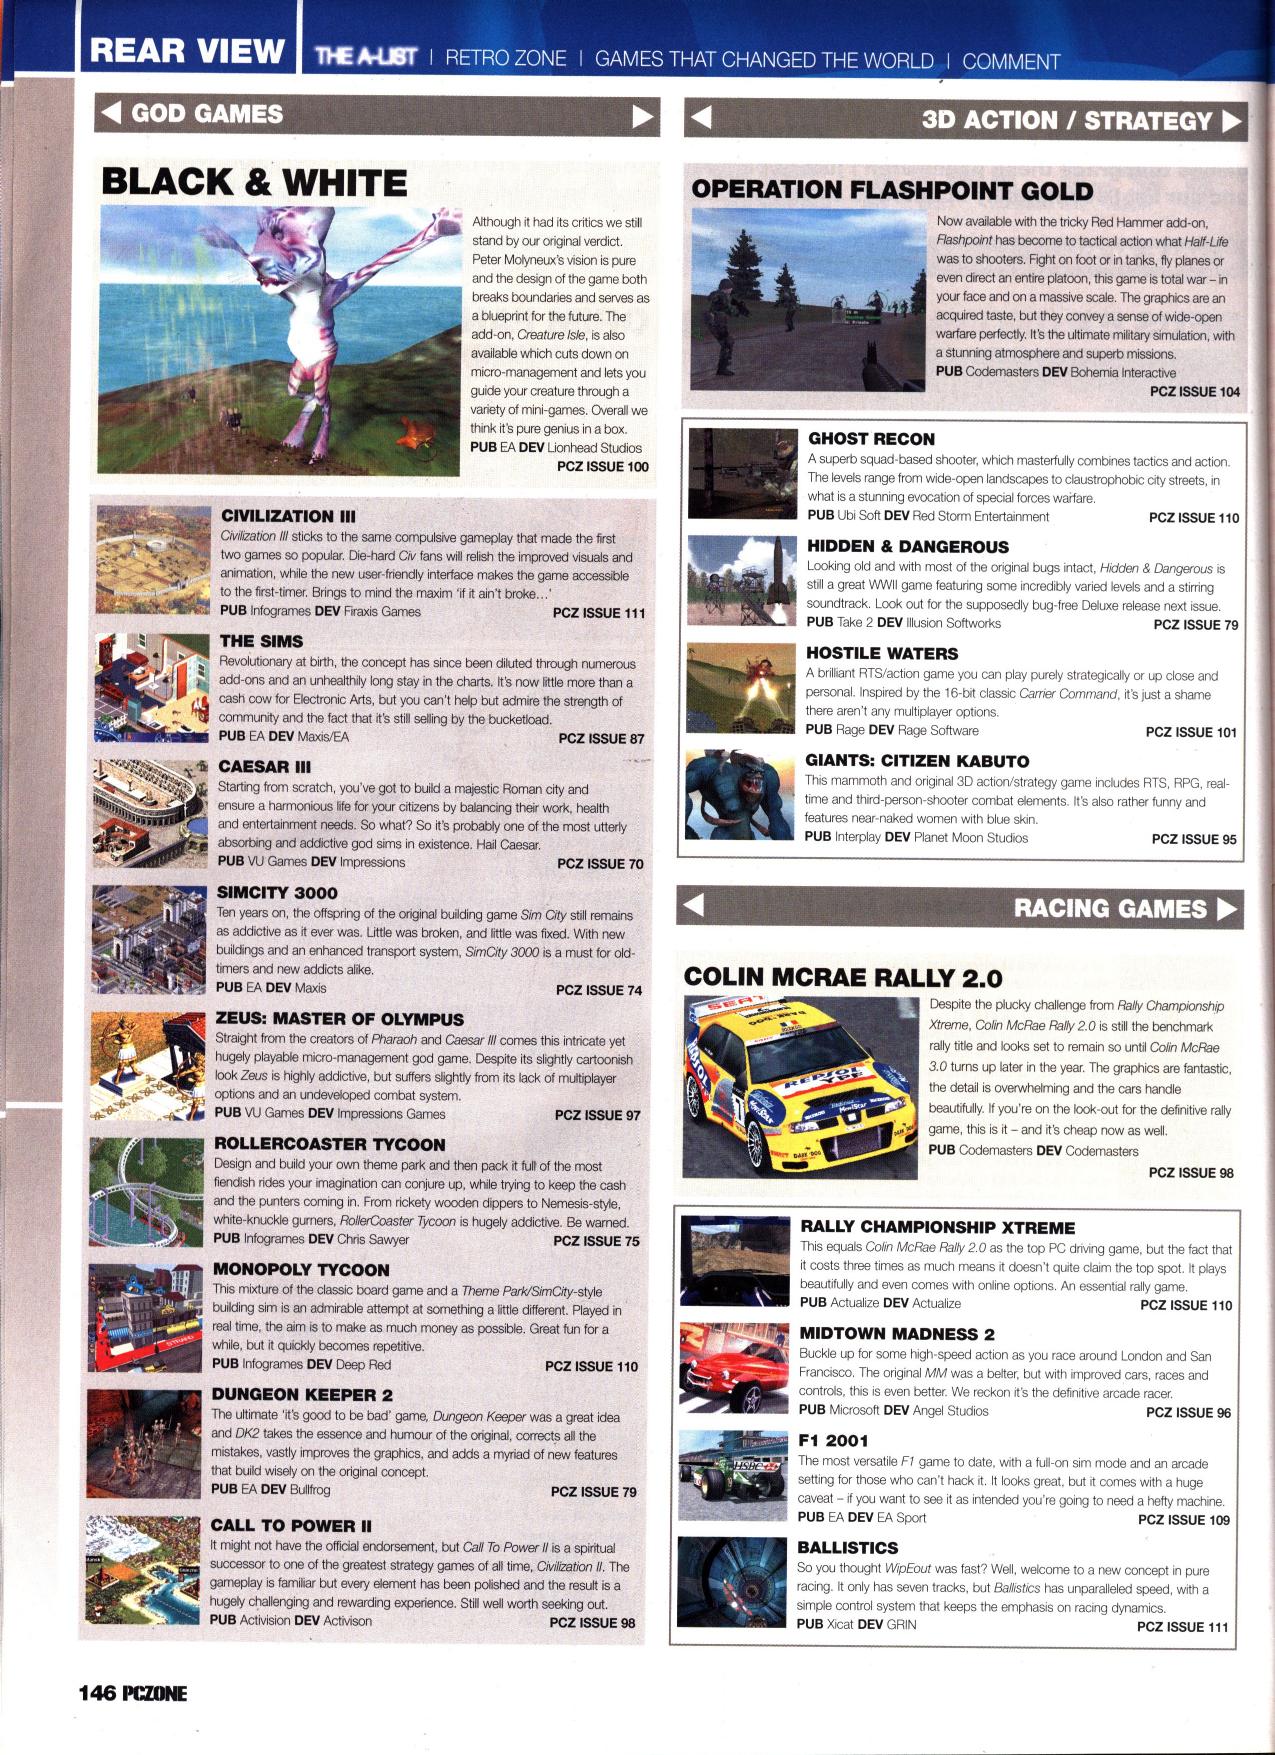 REAR VIEW
THE A-LIST | RETRO ZONE | GAMES THAT CHANGED THE WORLD | COMMENT
GOD GAMES
BLACK & WHITE
Although it had its critics we still
stand by our original verdict.
Peter Molyneux's vision is pure
and the design of the game both
breaks boundaries and serves as
a blueprint for the future. The
add-on, Creature Isle, is also
available which cuts down on
micro-management and lets you
guide your creature through a
variety of mini-games. Overall we
think it's pure genius in a box.
PUB EA DEV Lionhead Studios
PCZ ISSUE 100
CIVILIZATION III
Civilization III sticks to the same compulsive gameplay that made the first
two games so popular. Die-hard Civ fans will relish the improved visuals and
animation, while the new user-friendly interface makes the game accessible
to the first-timer. Brings to mind the maxim 'if it ain't broke...'
PUB Infogrames DEV Firaxis Games PCZ ISSUE 111
THE SIMS
Revolutionary at birth, the concept has since been diluted through numerous
add-ons and an unhealthily long stay in the charts. It's now little more than a
cash cow for Electronic Arts, but you can't help but admire the strength of
community and the fact that it's still selling by the bucketload.
PUB EA DEV Maxis/EA PCZ ISSUE 87
CAESAR III
Starting from scratch, you've got to build a majestic Roman city and
ensure a harmonious life for your citizens by balancing their work, health
and entertainment needs. So what? So it's probably one of the most utterly
absorbing and addictive god sims in existence. Hail Caesar.
PUB VU Games DEV Impressions PCZ ISSUE 70
SIMCITY 3000
Ten years on, the offspring of the original building game Sim City still remains
as addictive as it ever was. Little was broken, and little was fixed. With new
buildings and an enhanced transport system, SimCity 3000 is a must for old-
timers and new addicts alike.
PUB EA DEV Maxis PCZ ISSUE 74
ZEUS: MASTER OF OLYMPUS
Straight from the creators of Pharaoh and Caesar III comes this intricate yet
hugely playable micro-management god game. Despite its slightly cartoonish
look Zeus is highly addictive, but suffers slightly from its lack of multiplayer
options and an undeveloped combat system.
PUB VU Games DEV Impressions Games PCZ ISSUE 97
ROLLERCOASTER TYCOON
Design and build your own theme park and then pack it full of the most
fiendish rides your imagination can conjure up, while trying to keep the cash
and the punters coming in. From rickety wooden dippers to Nemesis-style,
white-knuckle gurners, RollerCoaster Tycoon is hugely addictive. Be warned.
PUB Infogrames DEV Chris Sawyer PCZ ISSUE 75
MONOPOLY TYCOON
This mixture of the classic board game and a Theme Park/SimCity-style
building sim is an admirable attempt at something a little different. Played in
real time, the aim is to make as much money as possible. Great fun for a
while, but it quickly becomes repetitive.
PUB Infogrames DEV Deep Red PCZ ISSUE 110
DUNGEON KEEPER 2
The ultimate 'it's good to be bad' game, Dungeon Keeper was a great idea
and DK2 takes the essence and humour of the original, corrects all the
mistakes, vastly improves the graphics, and adds a myriad of new features
that build wisely on the original concept.
PUB EA DEV Bullfrog PCZ ISSUE 79
CALL TO POWER II
It might not have the official endorsement, but Call To Power II is a spiritual
successor to one of the greatest strategy games of all time, Civilization II. The
gameplay is familiar but every element has been polished and the result is a
hugely challenging and rewarding experience. Still well worth seeking out.
PUB Activision DEV Activison PCZ ISSUE 98
3D ACTION / STRATEGY
OPERATION FLASHPOINT GOLD
Now available with the tricky Red Hammer add-on,
Flashpoint has become to tactical action what Half-Life
was to shooters. Fight on foot or in tanks, fly planes or
even direct an entire platoon, this game is total war – in
your face and on a massive scale. The graphics are an
acquired taste, but they convey a sense of wide-open
warfare perfectly. It's the ultimate military simulation, with
a stunning atmosphere and superb missions.
PUB Codemasters DEV Bohemia Interactive
PCZ ISSUE 104
GHOST RECON
A superb squad-based shooter, which masterfully combines tactics and action.
The levels range from wide-open landscapes to claustrophobic city streets, in
what is a stunning evocation of special forces warfare.
PUB Ubi Soft DEV Red Storm Entertainment PCZ ISSUE 110
HIDDEN & DANGEROUS
Looking old and with most of the original bugs intact, Hidden & Dangerous is
still a great WWII game featuring some incredibly varied levels and a stirring
soundtrack. Look out for the supposedly bug-free Deluxe release next issue.
PUB Take 2 DEV Illusion Softworks PCZ ISSUE 79
HOSTILE WATERS
A brilliant RTS/action game you can play purely strategically or up close and
personal. Inspired by the 16-bit classic Carrier Command, it's just a shame
there aren't any multiplayer options.
PUB Rage DEV Rage Software PCZ ISSUE 101
GIANTS: CITIZEN KABUTO
This mammoth and original 3D action/strategy game includes RTS, RPG, real-
time and third-person-shooter combat elements. It's also rather funny and
features near-naked women with blue skin.
PUB Interplay DEV Planet Moon Studios PCZ ISSUE 95
RACING GAMES
COLIN MCRAE RALLY 2.0
SEAT
REPSOL
YPF
MoviStar
DARK DOG
Despite the plucky challenge from Rally Championship
Xtreme, Colin McRae Rally 2.0 is still the benchmark
rally title and looks set to remain so until Colin McRae
3.0 turns up later in the year. The graphics are fantastic,
the detail is overwhelming and the cars handle
beautifully. If you're on the look-out for the definitive rally
game, this is it – and it's cheap now as well.
PUB Codemasters DEV Codemasters
PCZ ISSUE 98
RALLY CHAMPIONSHIP XTREME
This equals Colin McRae Rally 2.0 as the top PC driving game, but the fact that
it costs three times as much means it doesn't quite claim the top spot. It plays
beautifully and even comes with online options. An essential rally game.
PUB Actualize DEV Actualize PCZ ISSUE 110
MIDTOWN MADNESS 2
Buckle up for some high-speed action as you race around London and San
Francisco. The original MM was a belter, but with improved cars, races and
controls, this is even better. We reckon it's the definitive arcade racer.
PUB Microsoft DEV Angel Studios PCZ ISSUE 96
F1 2001
HSBC
The most versatile F1 game to date, with a full-on sim mode and an arcade
setting for those who can't hack it. It looks great, but it comes with a huge
caveat – if you want to see it as intended you're going to need a hefty machine.
PUB EA DEV EA Sport PCZ ISSUE 109
BALLISTICS
So you thought WipEout was fast? Well, welcome to a new concept in pure
racing. It only has seven tracks, but Ballistics has unparalleled speed, with a
simple control system that keeps the emphasis on racing dynamics.
PUB Xicat DEV GRIN PCZ ISSUE 111
146 PCZONE